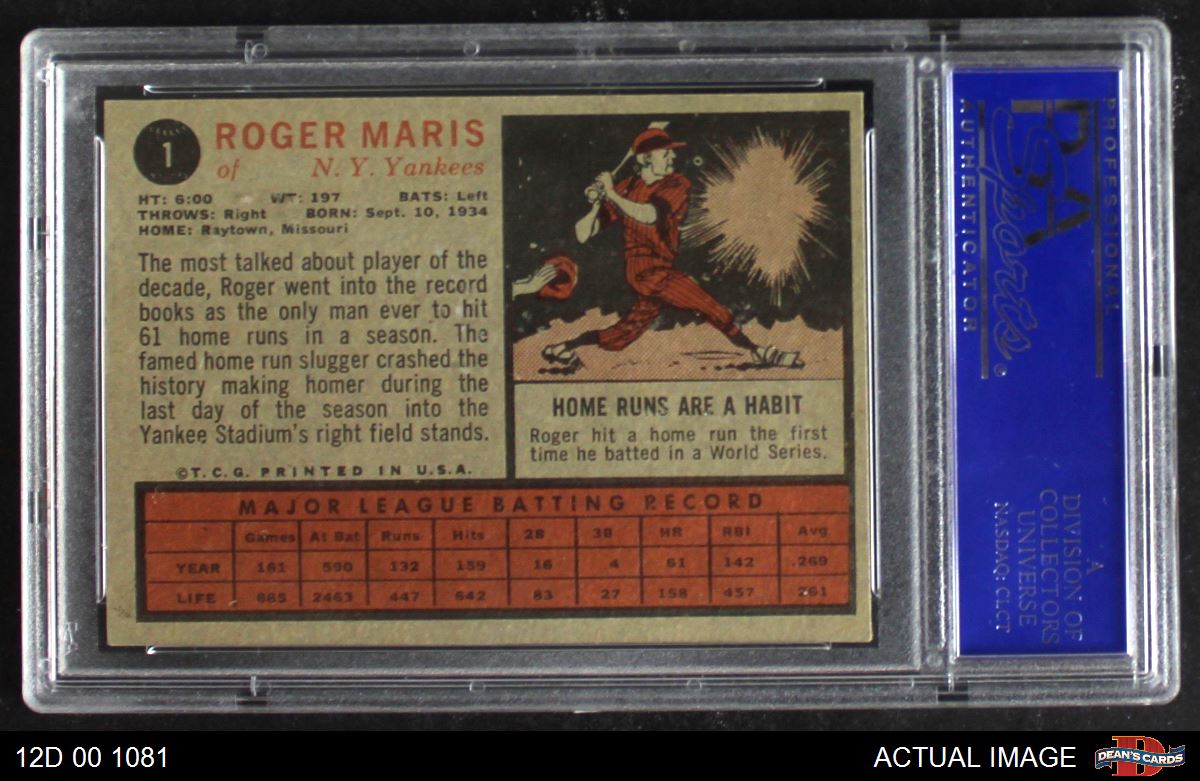 1
ROGER MARIS
of N. Y. Yankees
HT: 6:00 WT: 197 BATS: Left
THROWS: Right BORN: Sept. 10, 1934
HOME: Raytown, Missouri
The most talked about player of the
decade, Roger went into the record
books as the only man ever to hit
61 home runs in a season. The
famed home run slugger crashed the
history making homer during the
last day of the season into the
Yankee Stadium's right field stands.
©T.C.G. PRINTED IN U.S.A.
HOME RUNS ARE A HABIT
Roger hit a home run the first
time he batted in a World Series.
MAJOR LEAGUE BATTING RECORD
Games At Bat Runs Hits 2B 3B HR RBI Avg
YEAR 161 590 132 159 16 4 61 142 .269
LIFE 685 2463 447 642 83 27 158 457 .261
PROFESSIONAL
PSA
Sports
AUTHENTICATOR
A
DIVISION OF
COLLECTORS
UNIVERSE
NASDAQ: CLCT
12D 00 1081
ACTUAL IMAGE
DEAN'S CARDS